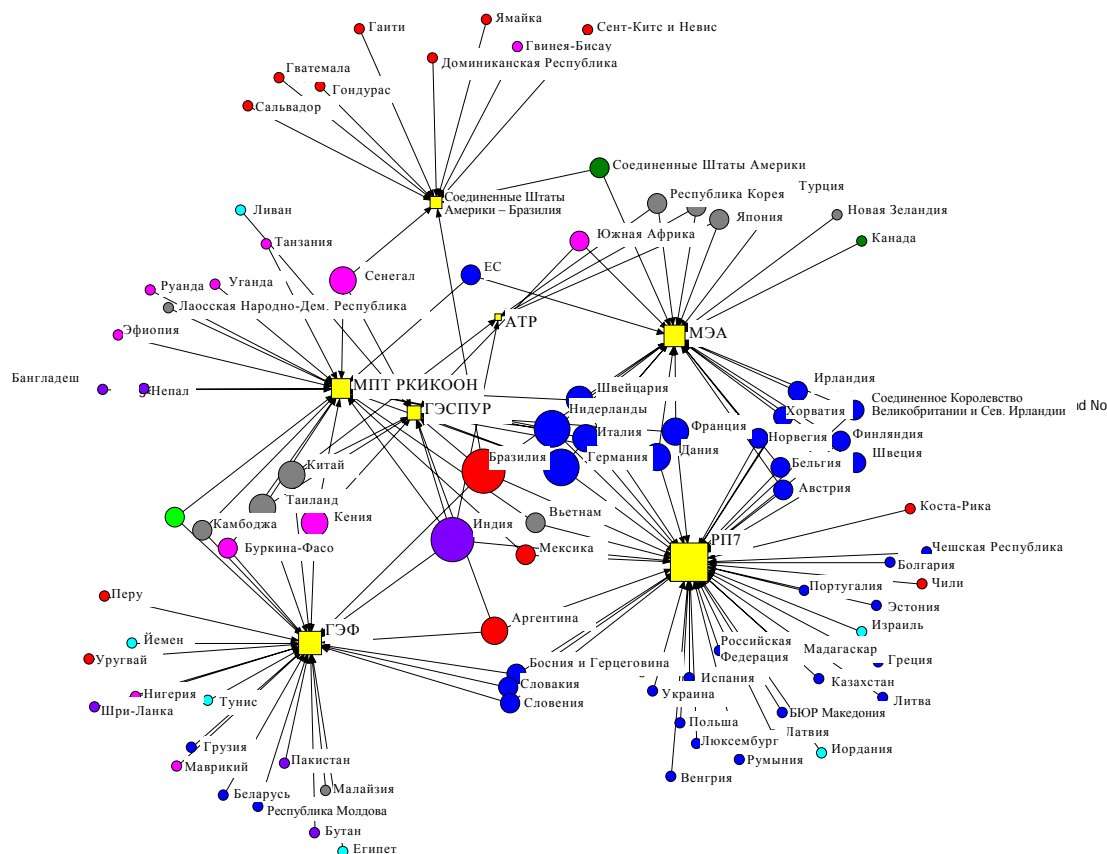 Ямайка
Гаити
Сент-Китс и Невис
Гвинея-Бисау
Доминиканская Республика
Гватемала
Гондурас
Сальвадор
Соединенные Штаты Америки
Соединенные Штаты
Америки – Бразилия
Республика Корея
Турция
Япония
Новая Зеландия
Канада
Южная Африка
Ливан
Танзания
Сенегал
ЕС
Уганда
Руанда
Лаосская Народно-Дем. Республика
Эфиопия
АТР
МЭА
Бангладеш
Непал
МПТ РКИКООН
ГЭСПУР
Швейцария
Нидерланды
Ирландия
Соединенное Королевство
Великобритании и Сев. Ирландии
d No
Хорватия
Италия
Франция
Норвегия
Финляндия
Бразилия
Германия
Дания
Бельгия
Швеция
Австрия
Китай
Таиланд
Кения
Камбоджа
Буркина-Фасо
Индия
Вьетнам
Мексика
РП7
Коста-Рика
Чешская Республика
Болгария
Португалия
Чили
Эстония
Израиль
Перу
Йемен
Уругвай
ГЭФ
Аргентина
Российская
Федерация
Мадагаскар
Греция
Босния и Герцеговина
Словакия
Словения
Испания
Украина
Казахстан
Литва
Нигерия
Тунис
Шри-Ланка
Польша
БЮР Македония
Латвия
Люксембург
Иордания
Румыния
Венгрия
Грузия
Маврикий
Пакистан
Малайзия
Беларусь
Республика Молдова
Бутан
Египет